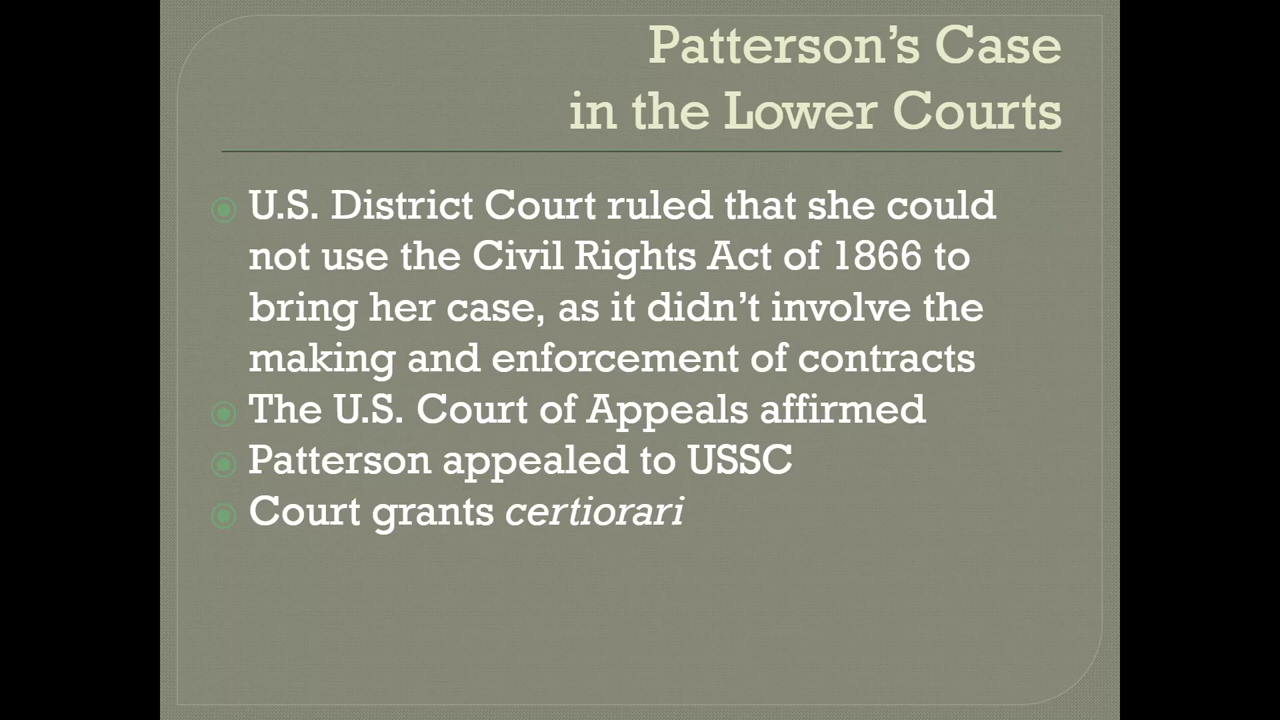 Patterson’s Case
in the Lower Courts
U.S. District Court ruled that she could
not use the Civil Rights Act of 1866 to
bring her case, as it didn’t involve the
making and enforcement of contracts
The U.S. Court of Appeals affirmed
Patterson appealed to USSC
Court grants certiorari